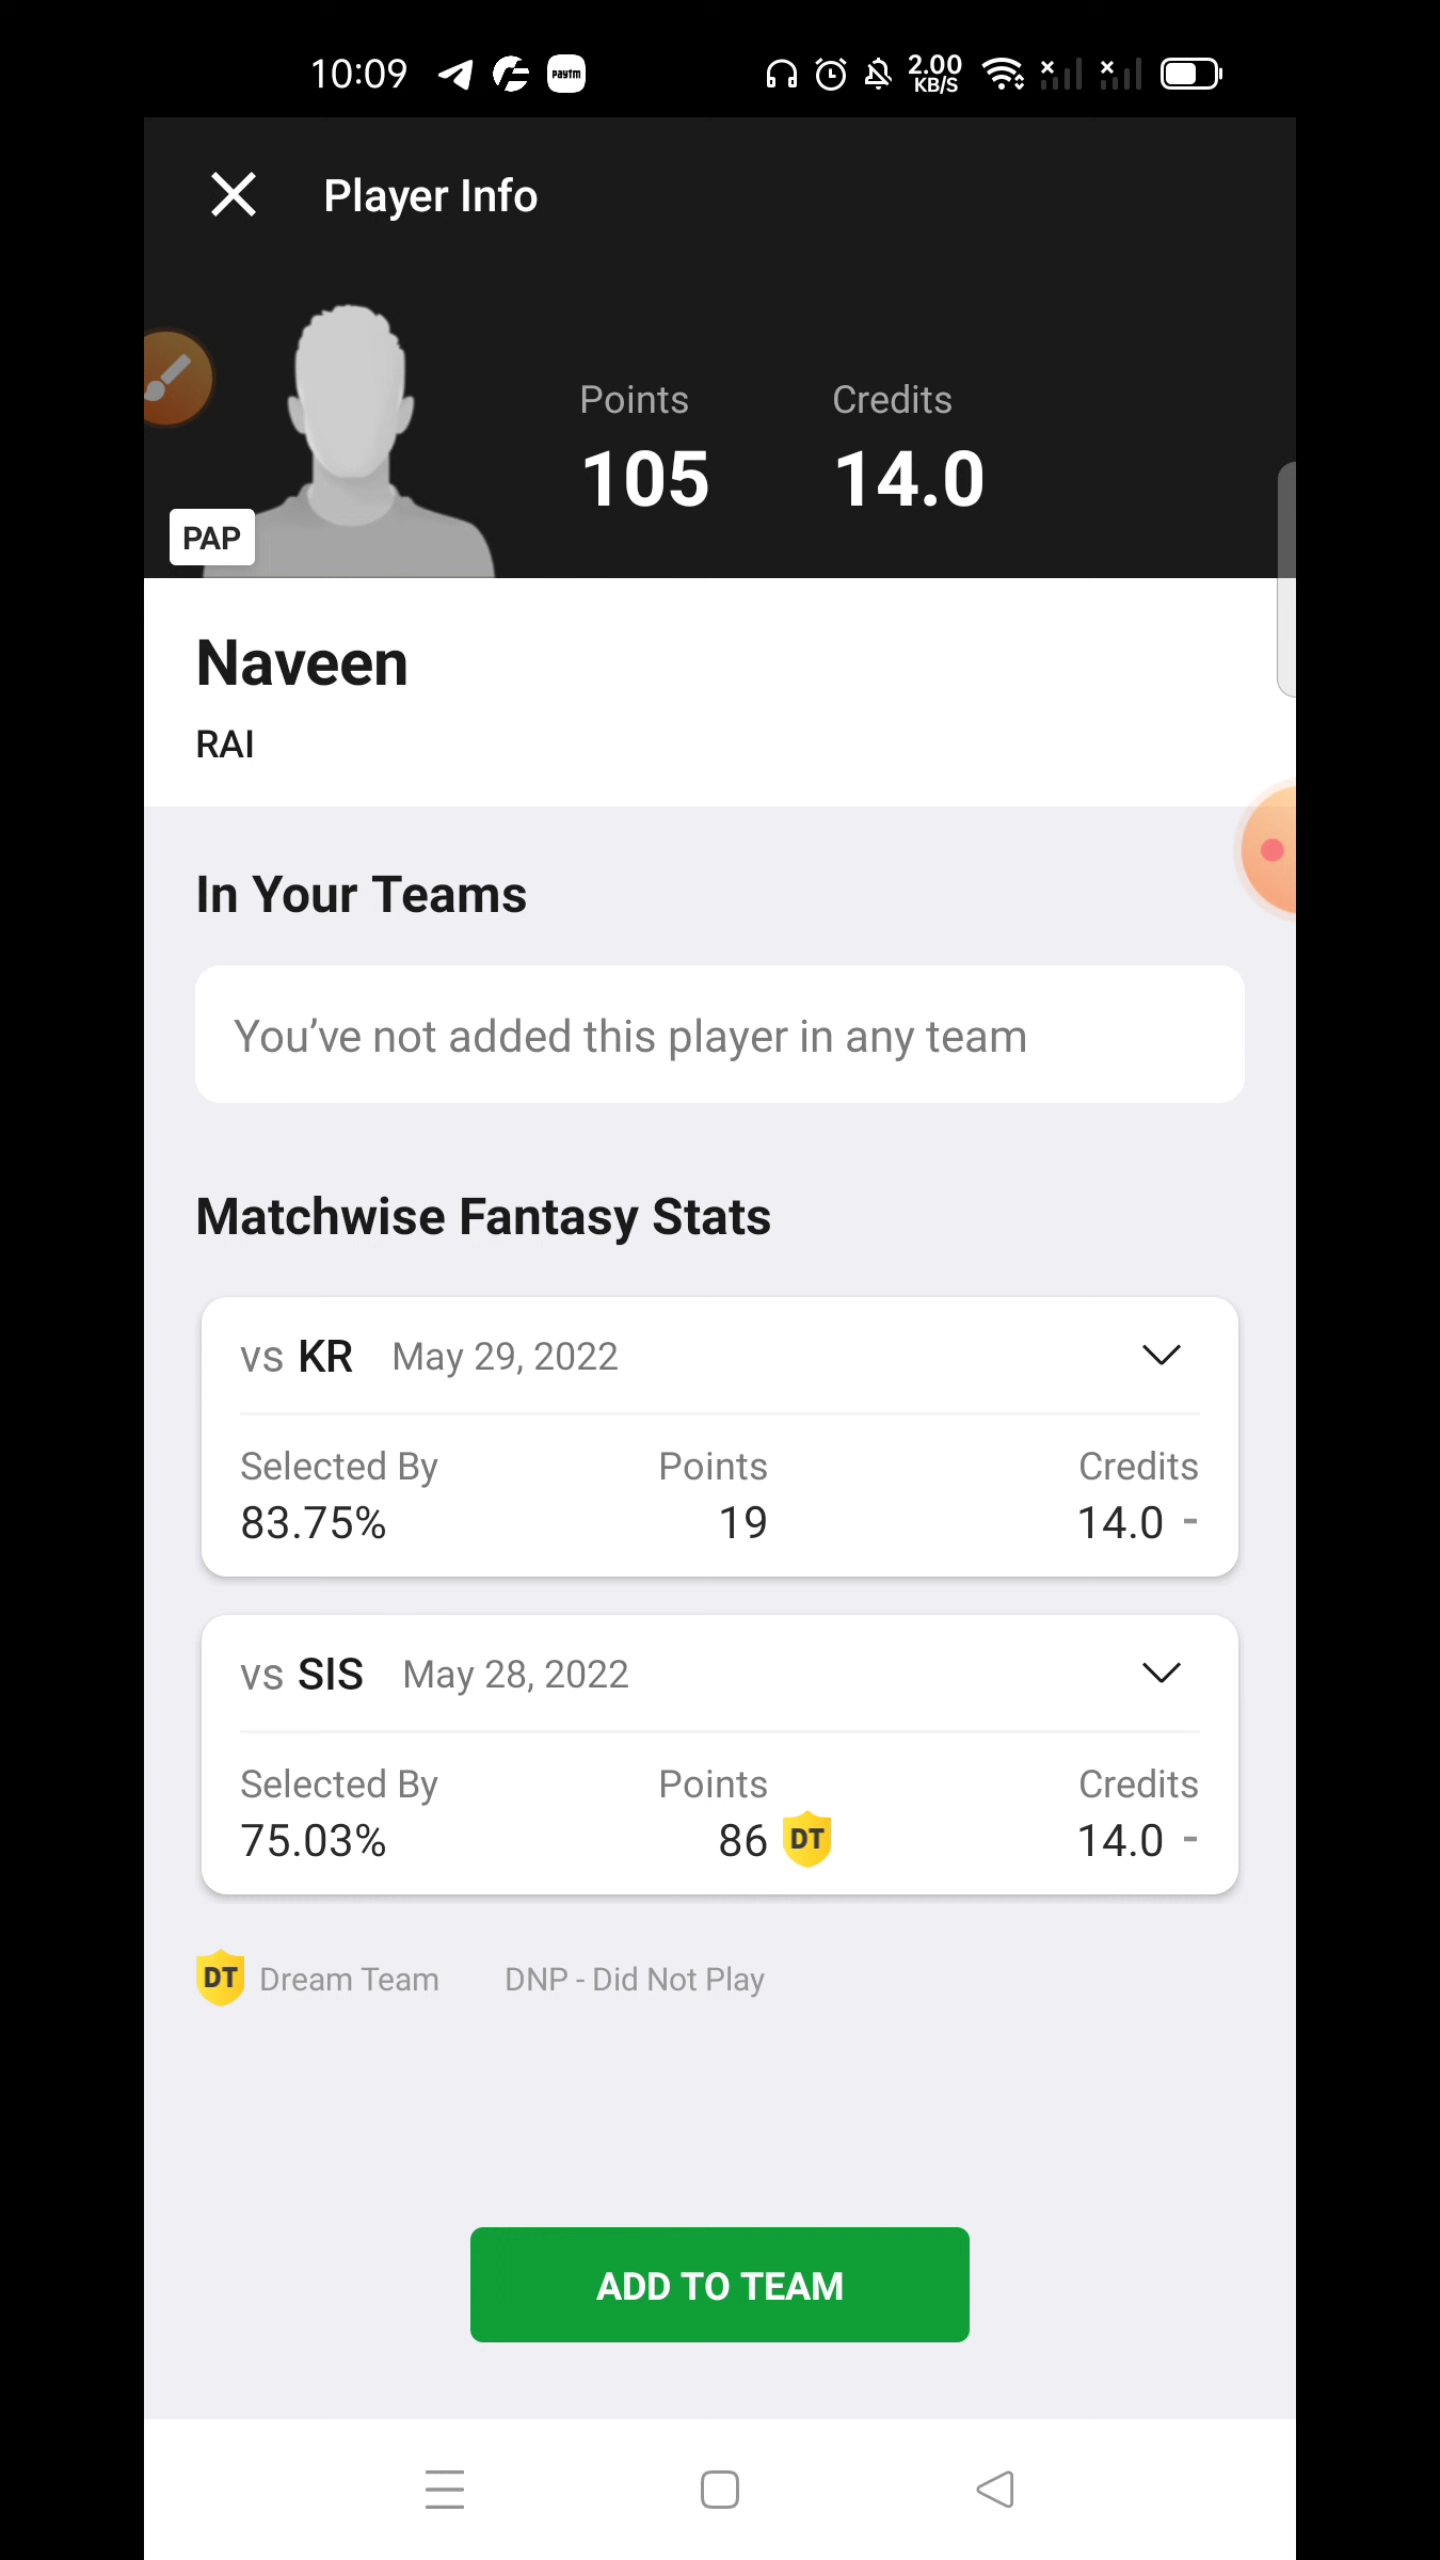 10:09 paytm 2.00 KB/S
Player Info
Points Credits
105 14.0
PAP
Naveen
RAI
In Your Teams
You’ve not added this player in any team
Matchwise Fantasy Stats
vs KR May 29, 2022
Selected By Points Credits
83.75% 19 14.0 -
vs SIS May 28, 2022
Selected By Points Credits
75.03% 86 DT 14.0 -
DT Dream Team DNP - Did Not Play
ADD TO TEAM